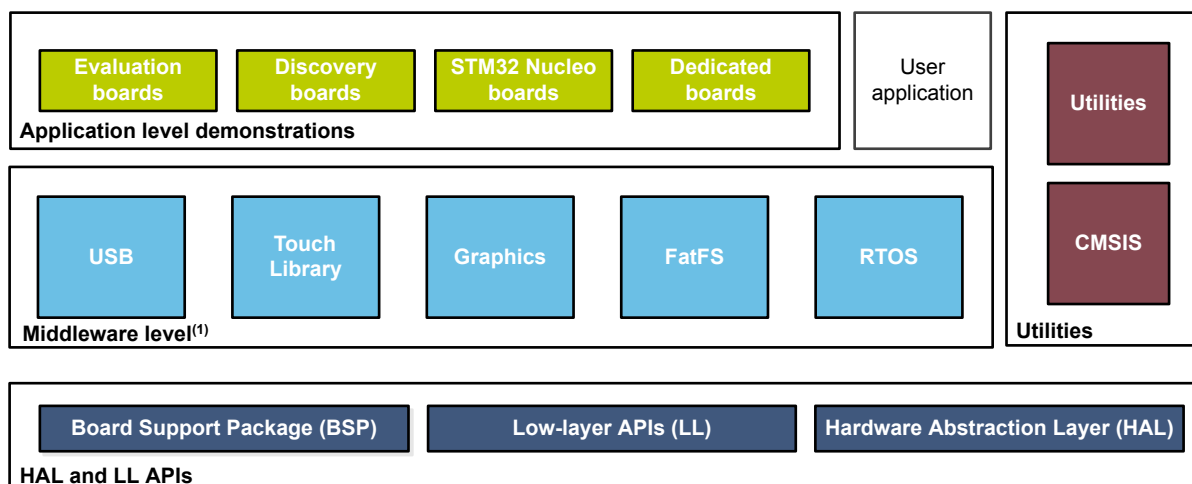 Evaluation
boards
Discovery
boards
STM32 Nucleo
boards
Dedicated
boards
Application level demonstrations
User
application
Utilities
CMSIS
Utilities
USB
Touch
Library
Graphics
FatFS
RTOS
Middleware level(1)
Board Support Package (BSP)
Low-layer APIs (LL)
Hardware Abstraction Layer (HAL)
HAL and LL APIs